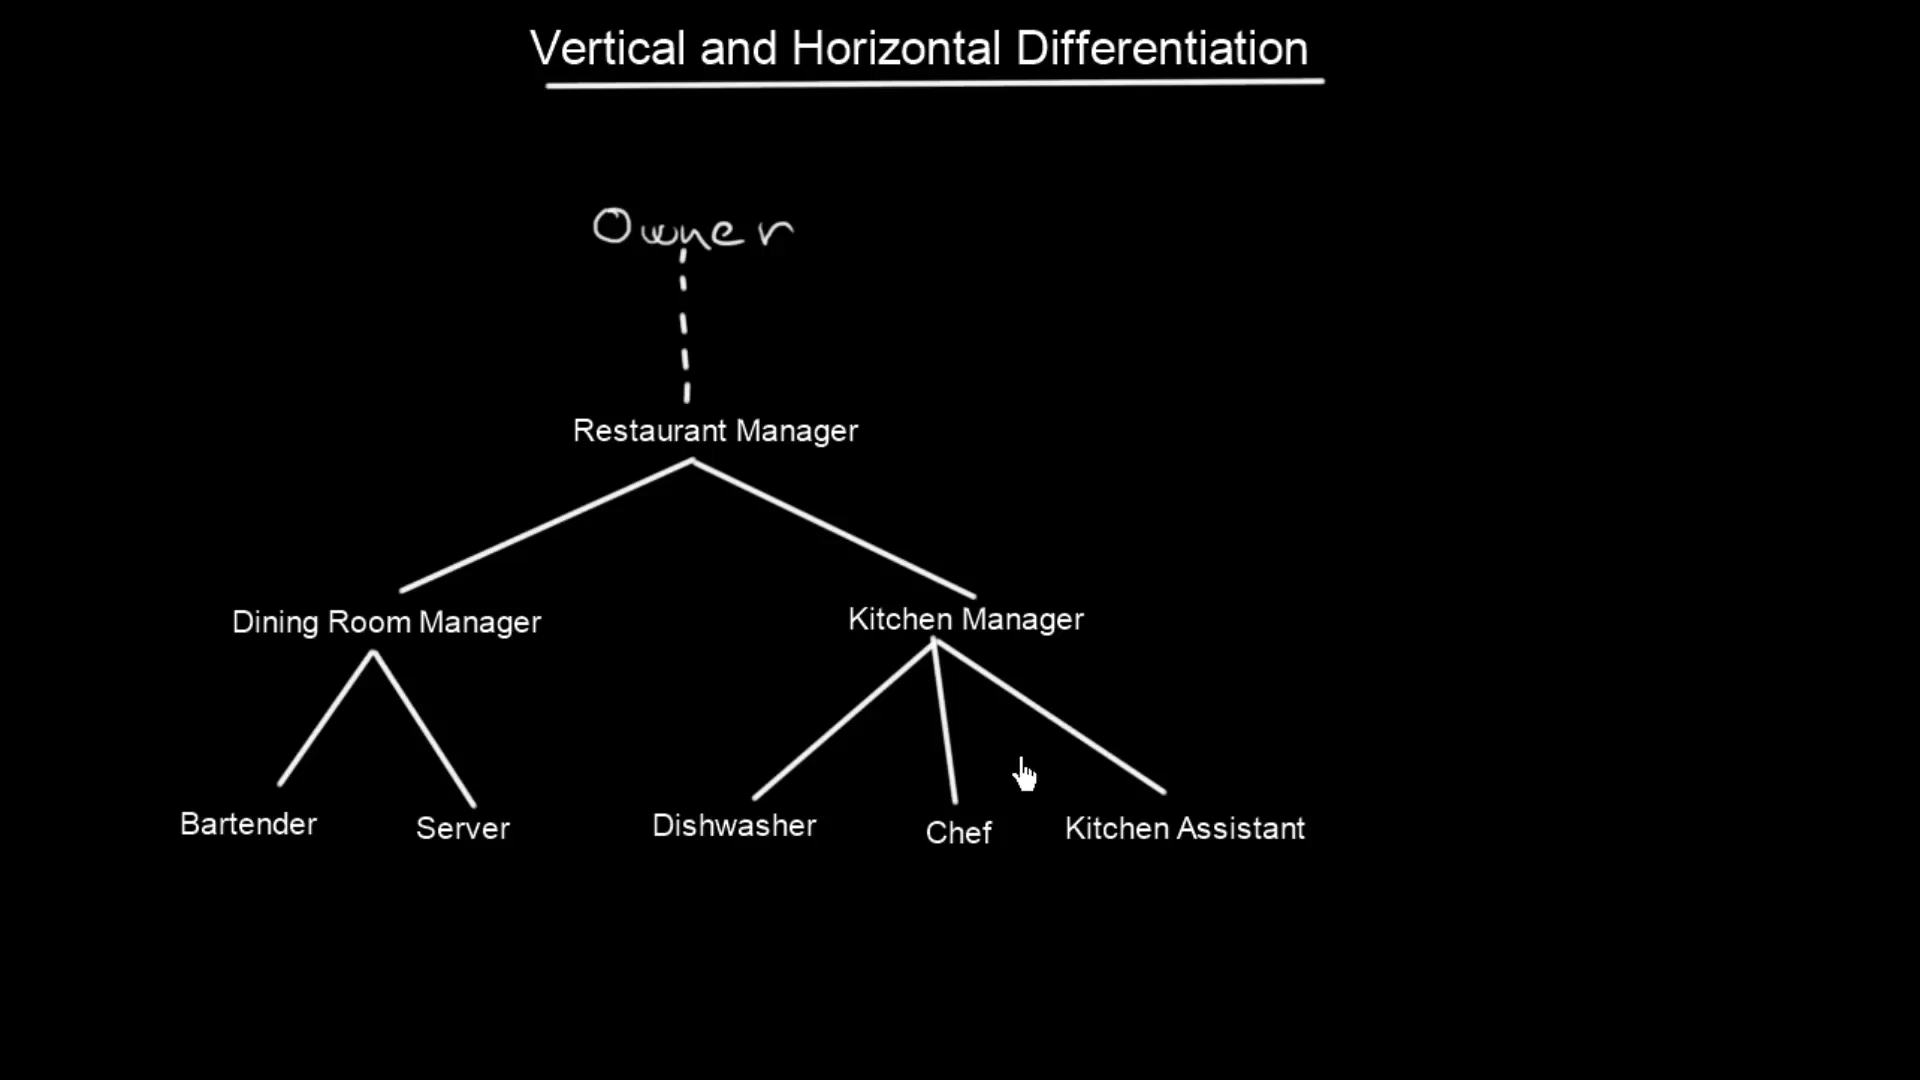 Vertical and Horizontal Differentiation
Owner
Restaurant Manager
Dining Room Manager
Kitchen Manager
Bartender
Server
Dishwasher
Chef
Kitchen Assistant